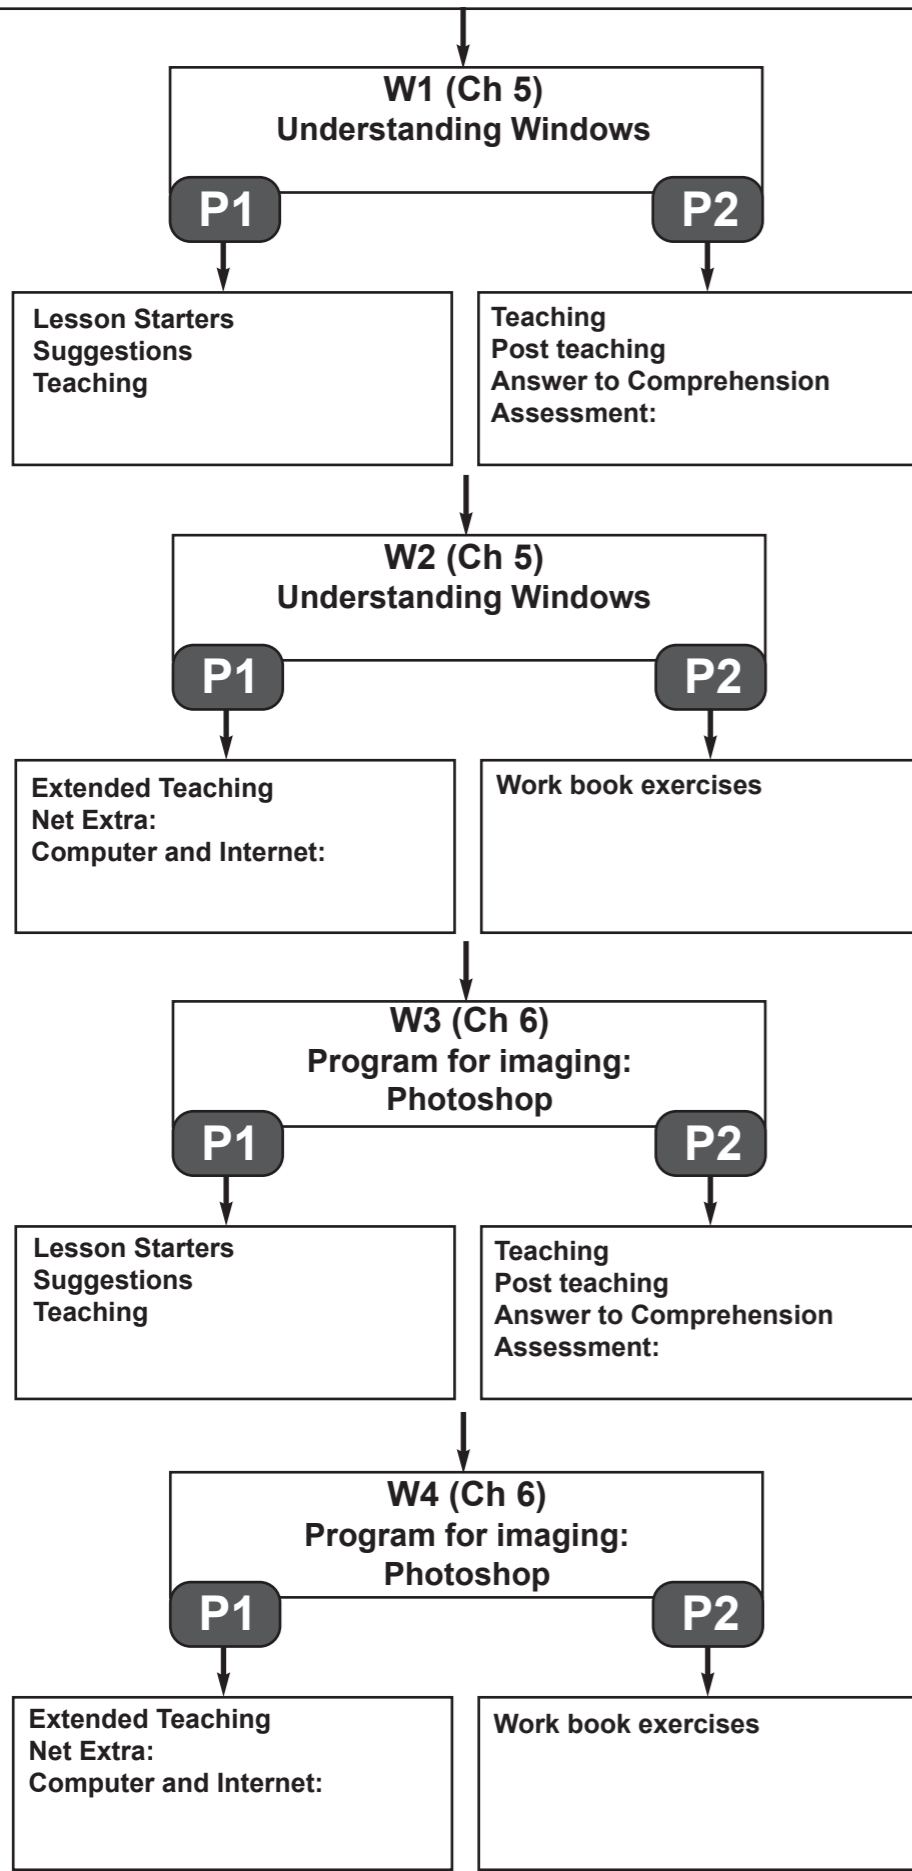 W1 (Ch 5)
Understanding Windows
P1
P2
Lesson Starters
Suggestions
Teaching
Teaching
Post teaching
Answer to Comprehension
Assessment:
W2 (Ch 5)
Understanding Windows
P1
P2
Extended Teaching
Net Extra:
Computer and Internet:
Work book exercises
W3 (Ch 6)
Program for imaging:
Photoshop
P1
P2
Lesson Starters
Suggestions
Teaching
Teaching
Post teaching
Answer to Comprehension
Assessment:
W4 (Ch 6)
Program for imaging:
Photoshop
P1
P2
Extended Teaching
Net Extra:
Computer and Internet:
Work book exercises